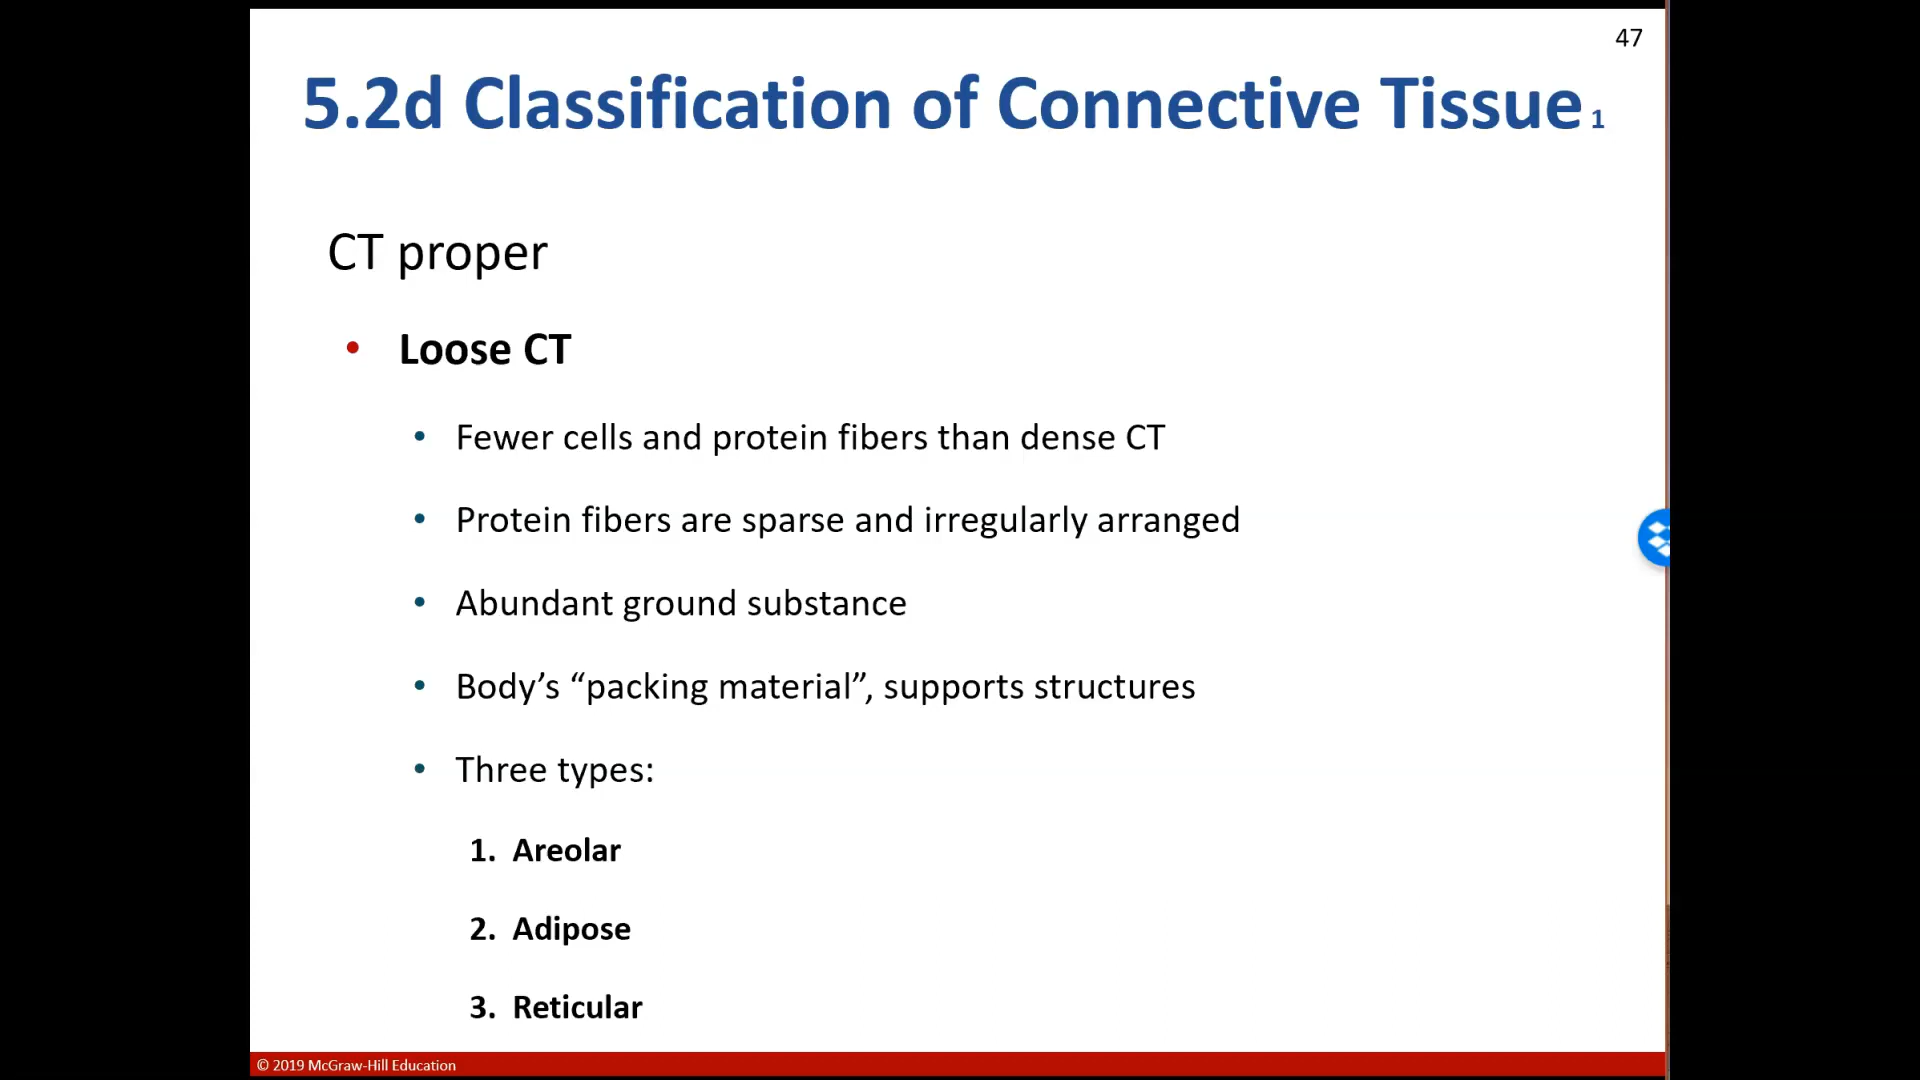 47
5.2d Classification of Connective Tissue 1
CT proper
• Loose CT
• Fewer cells and protein fibers than dense CT
• Protein fibers are sparse and irregularly arranged
• Abundant ground substance
• Body’s “packing material”, supports structures
• Three types:
1. Areolar
2. Adipose
3. Reticular
© 2019 McGraw-Hill Education